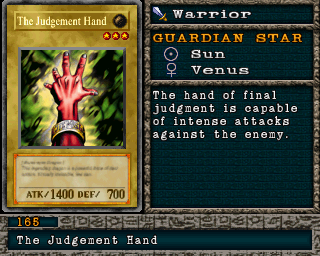 The Judgement Hand
ATK/1400 DEF/ 700
Warrior
GUARDIAN STAR
Sun
Venus
The hand of final
judgment is capable
of intense attacks
against the enemy.
165
The Judgement Hand